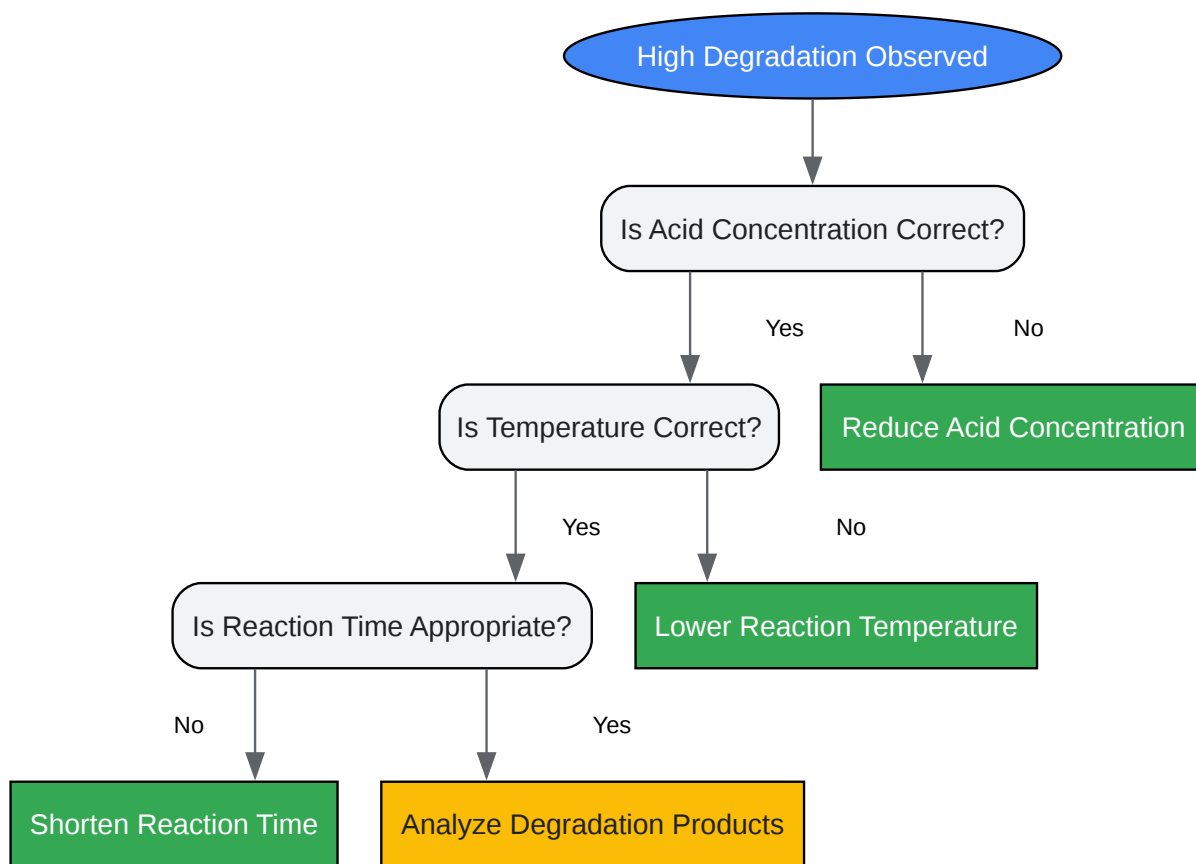 High Degradation Observed
Is Acid Concentration Correct?
Yes
No
Is Temperature Correct?
Reduce Acid Concentration
Yes
No
Is Reaction Time Appropriate?
Lower Reaction Temperature
No
Yes
Shorten Reaction Time
Analyze Degradation Products